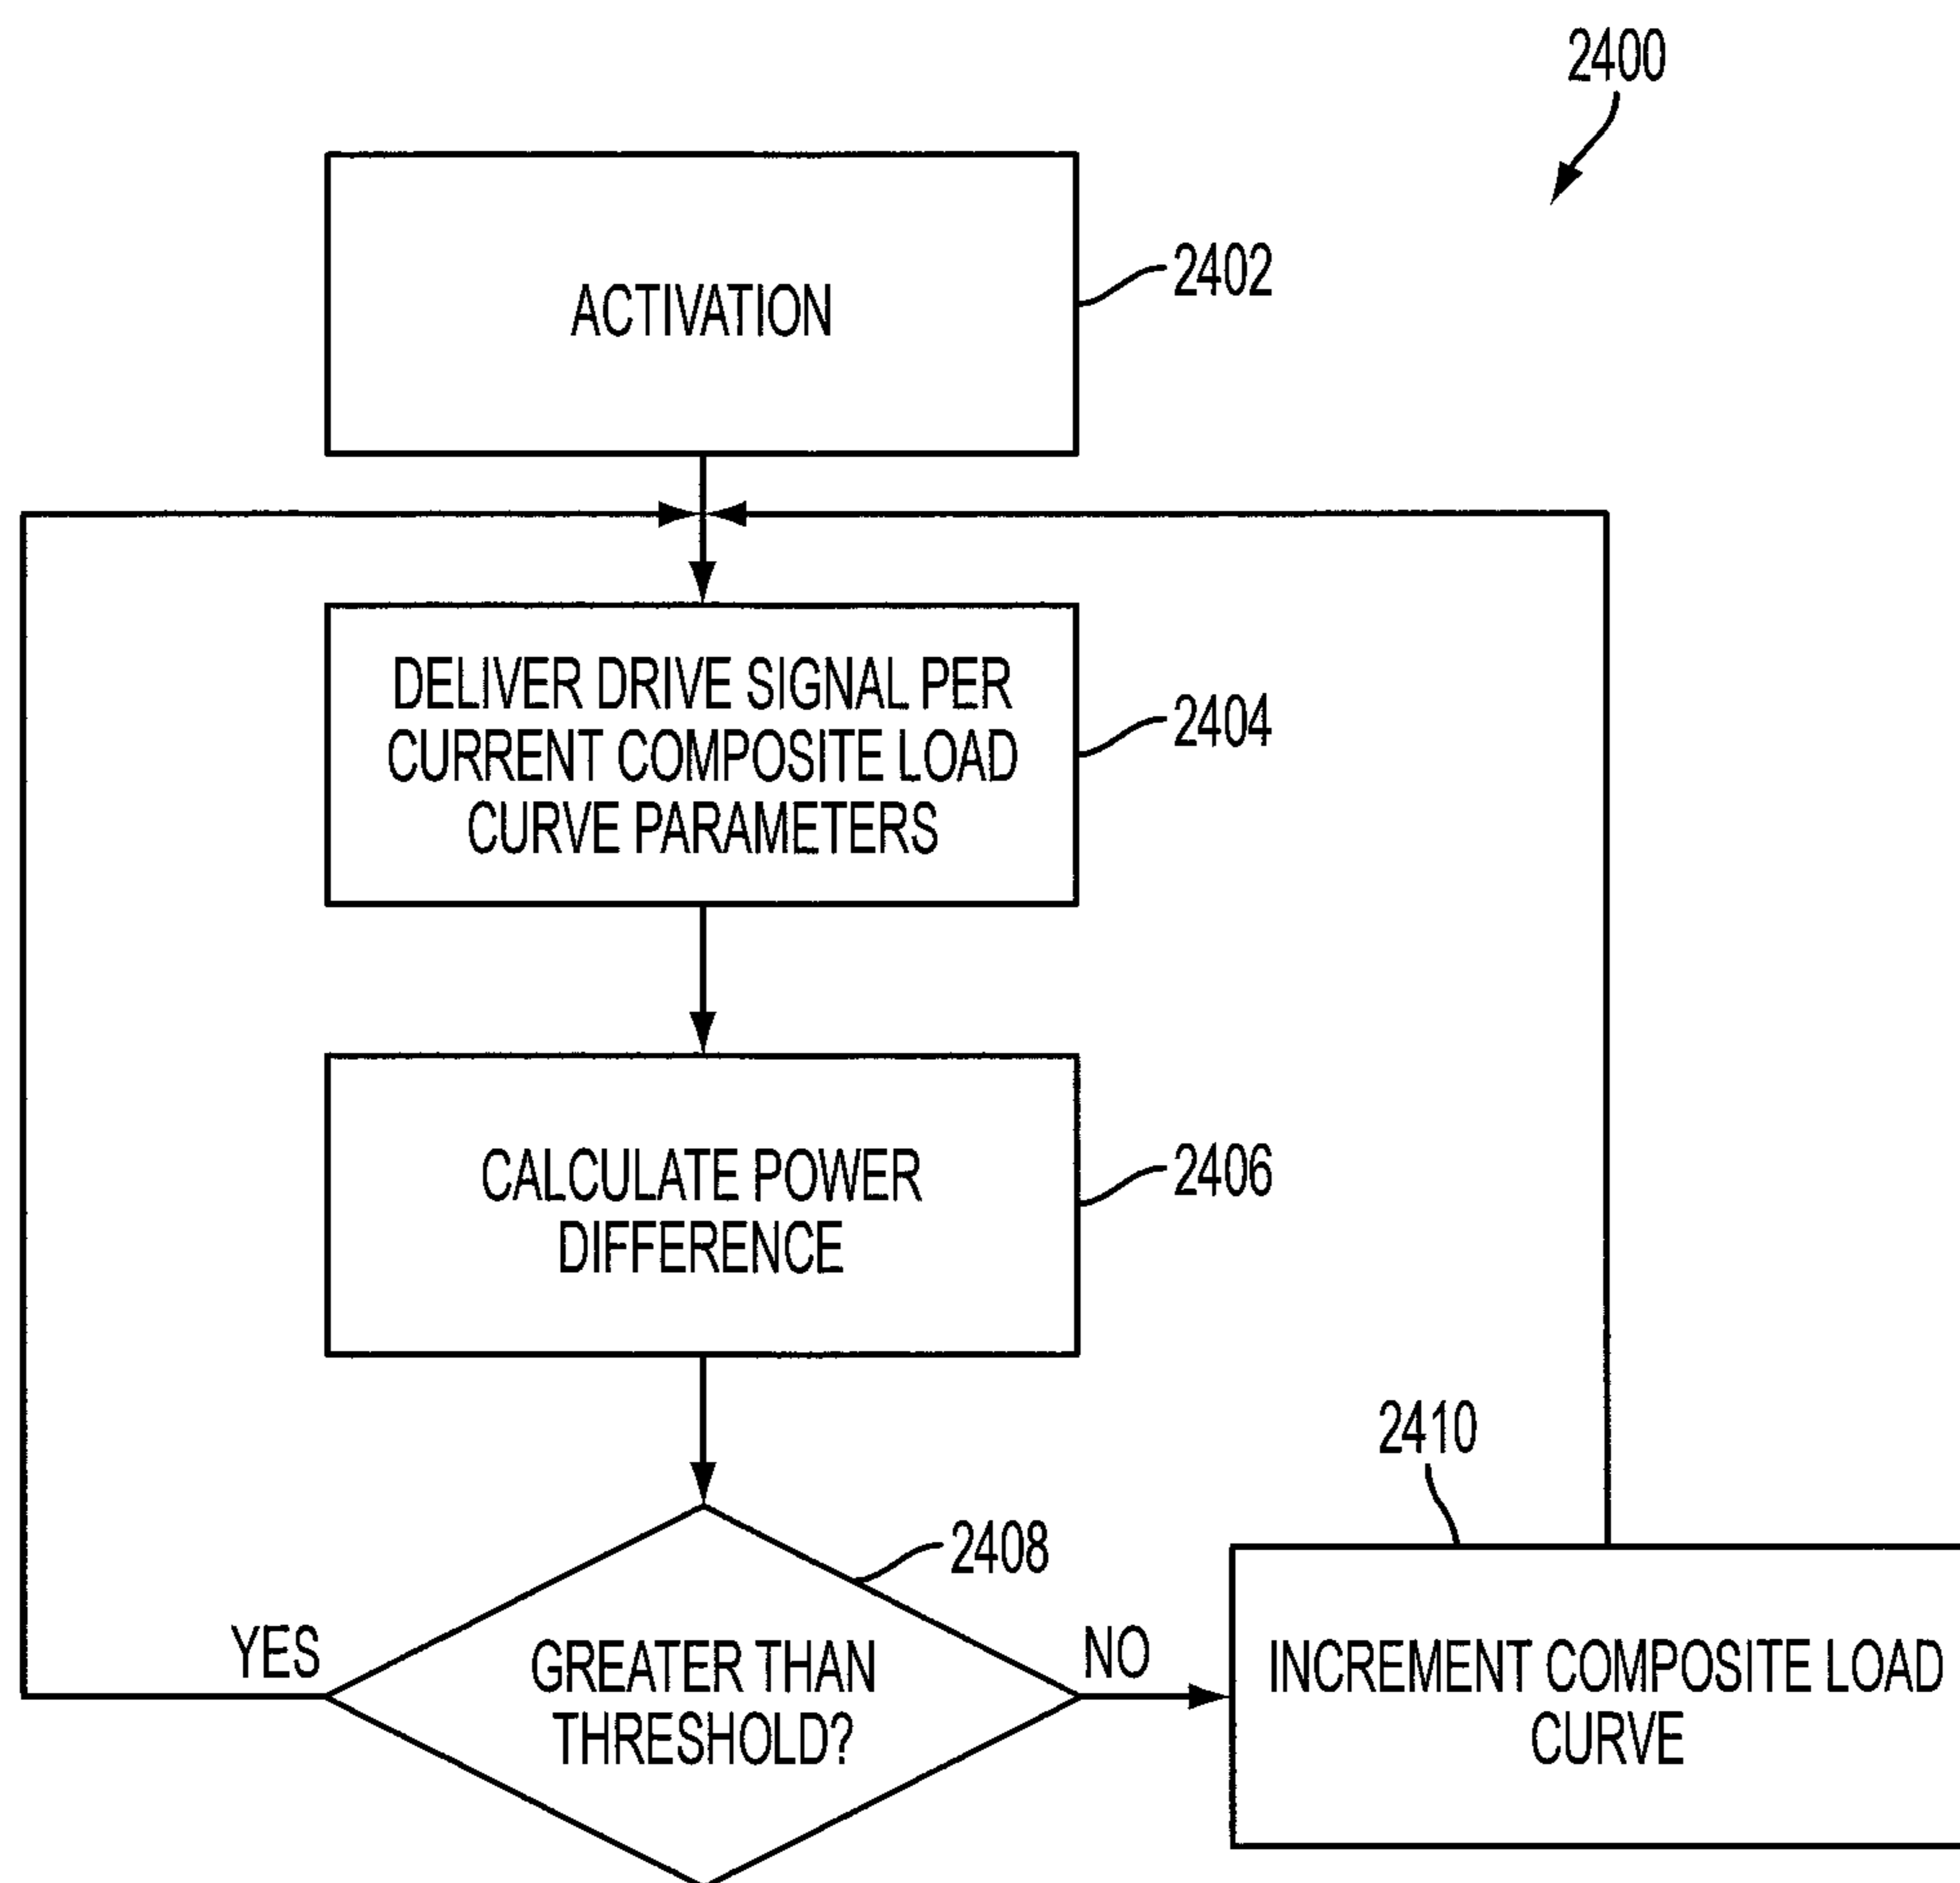 2400
ACTIVATION
2402
DELIVER DRIVE SIGNAL PER
CURRENT COMPOSITE LOAD
CURVE PARAMETERS
2404
CALCULATE POWER
DIFFERENCE
2406
2410
2408
YES
GREATER THAN
THRESHOLD?
NO
INCREMENT COMPOSITE LOAD
CURVE